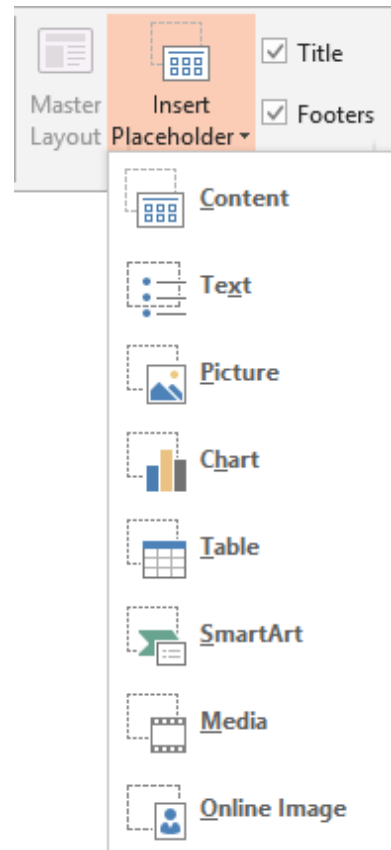 Master
Layout
Insert
Placeholder
Title
Footers
Content
Text
Picture
Chart
Table
SmartArt
Media
Online Image